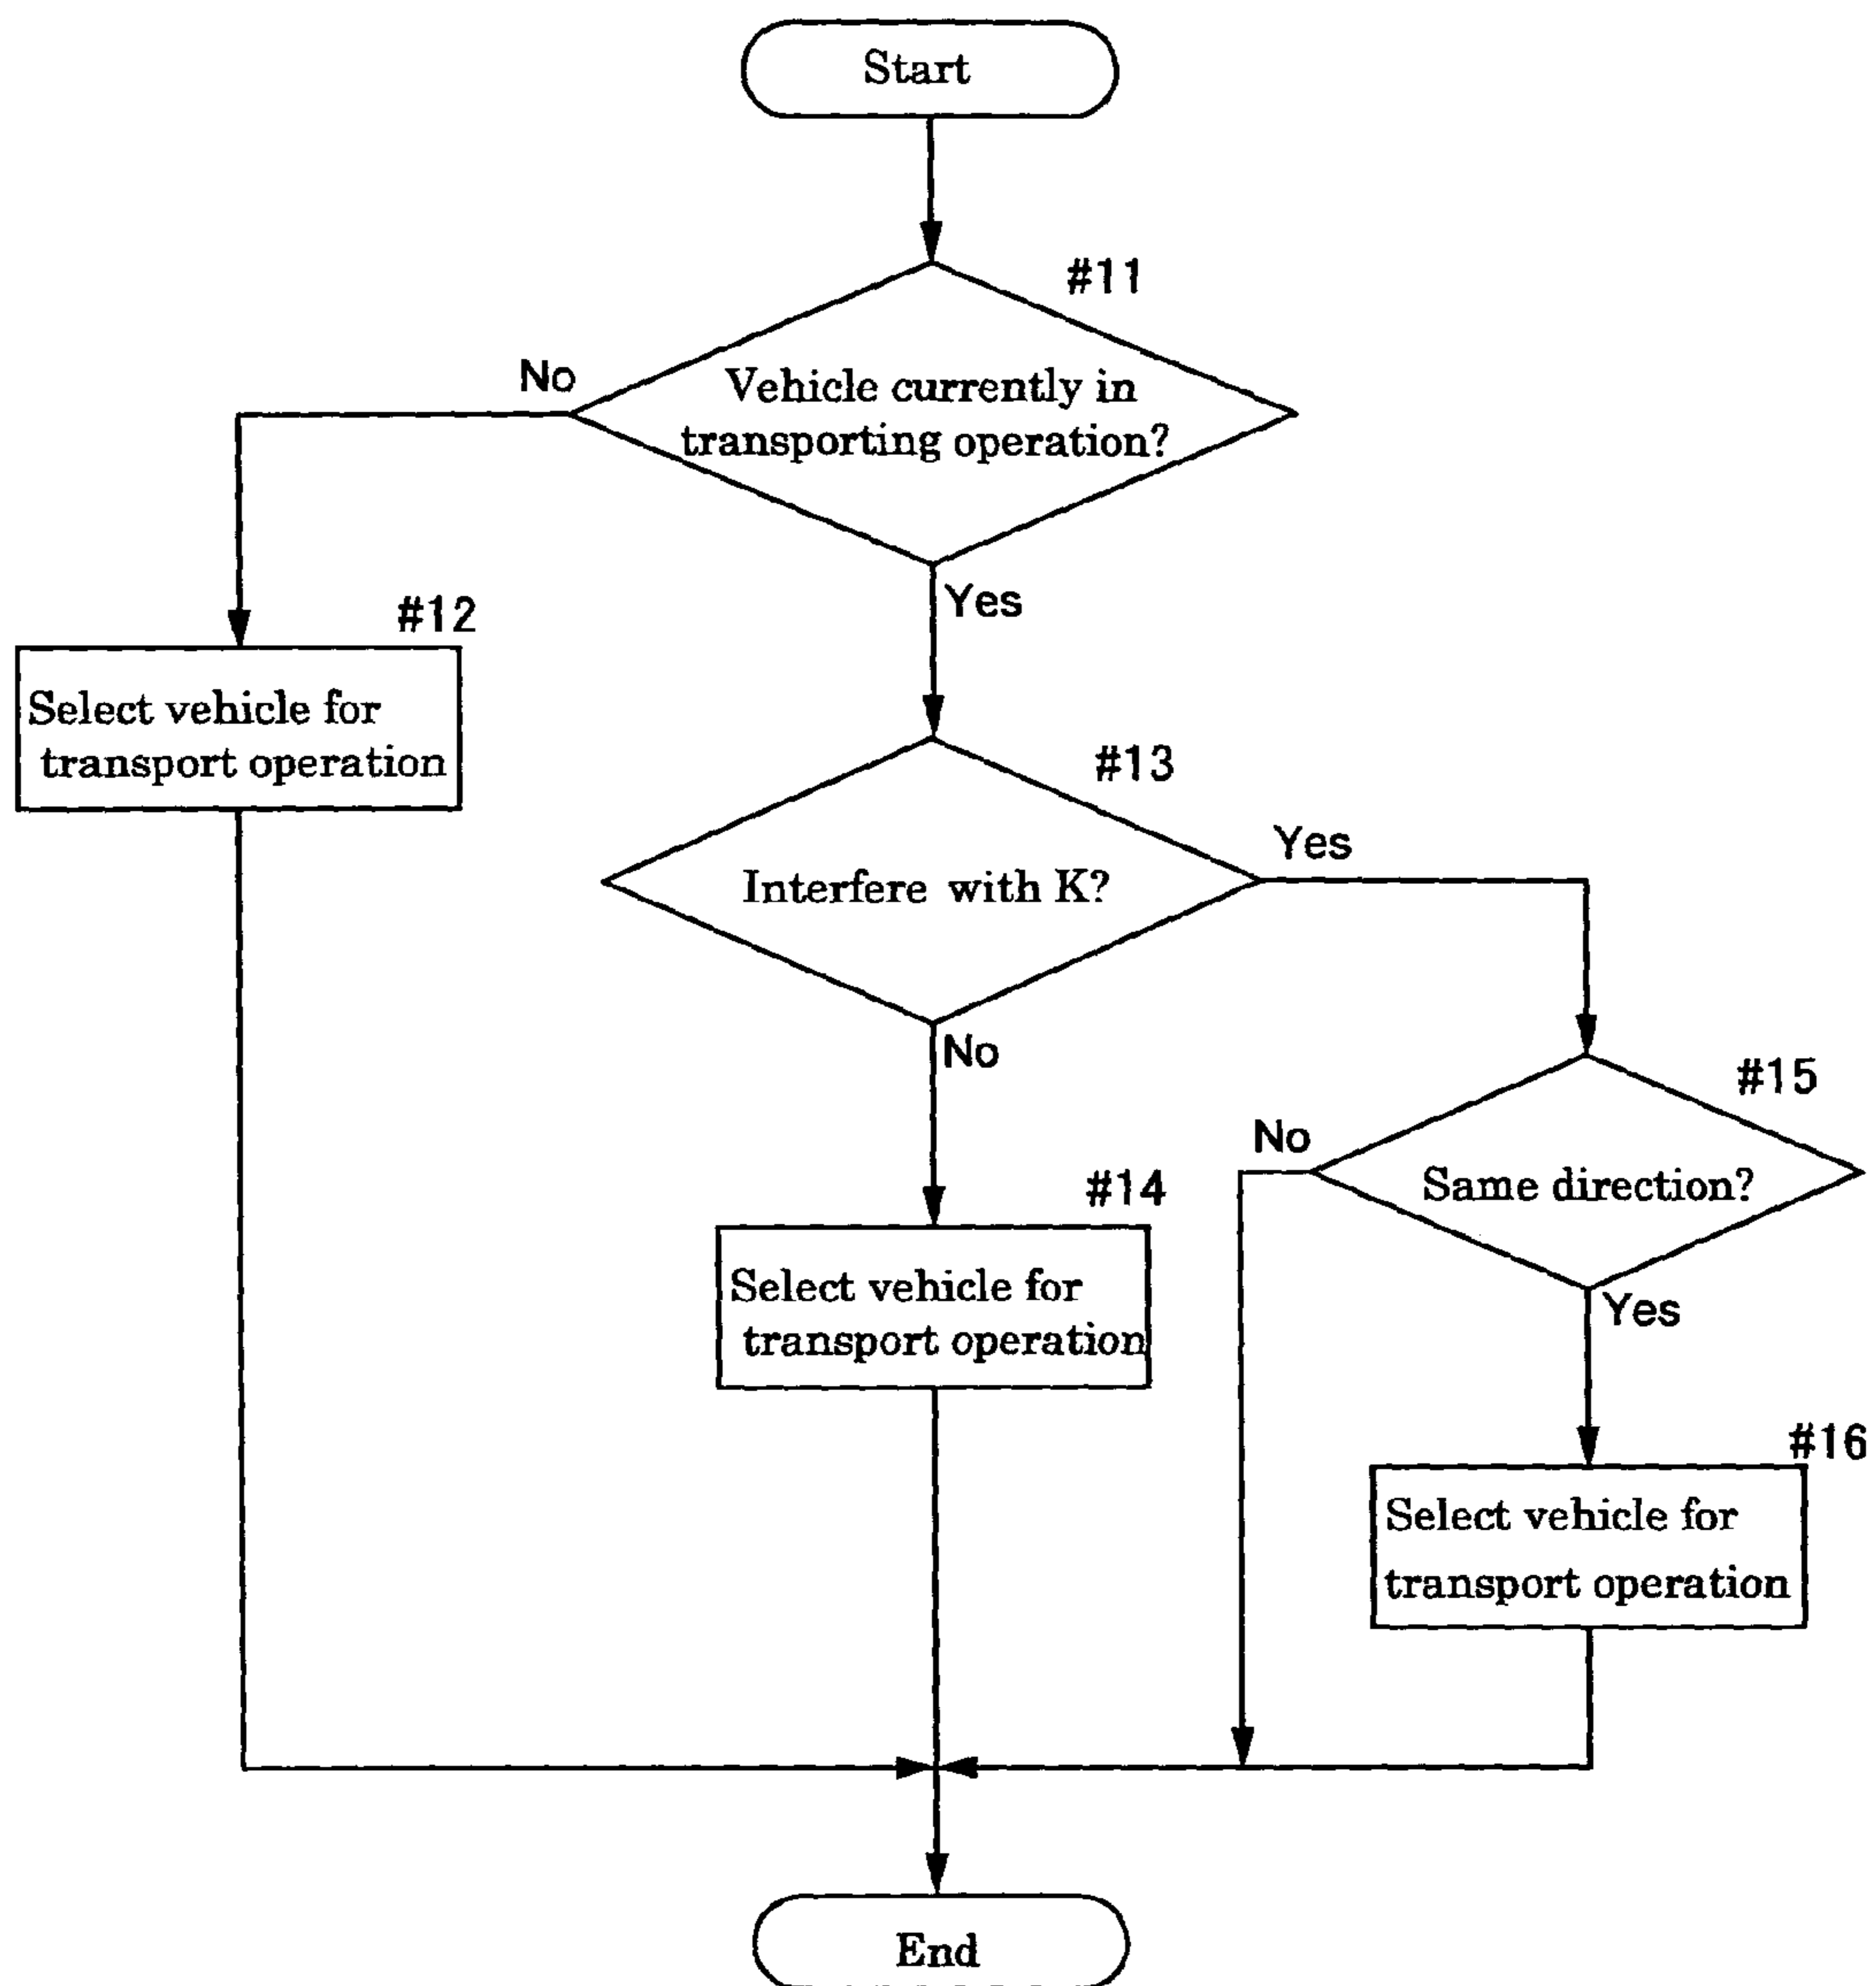 Start
#11
No
Vehicle currently in
transporting operation?
Yes
#12
Select vehicle for
transport operation
#13
Yes
Interfere with K?
No
#15
No
Same direction?
Yes
#14
Select vehicle for
transport operation
#16
Select vehicle for
transport operation
End